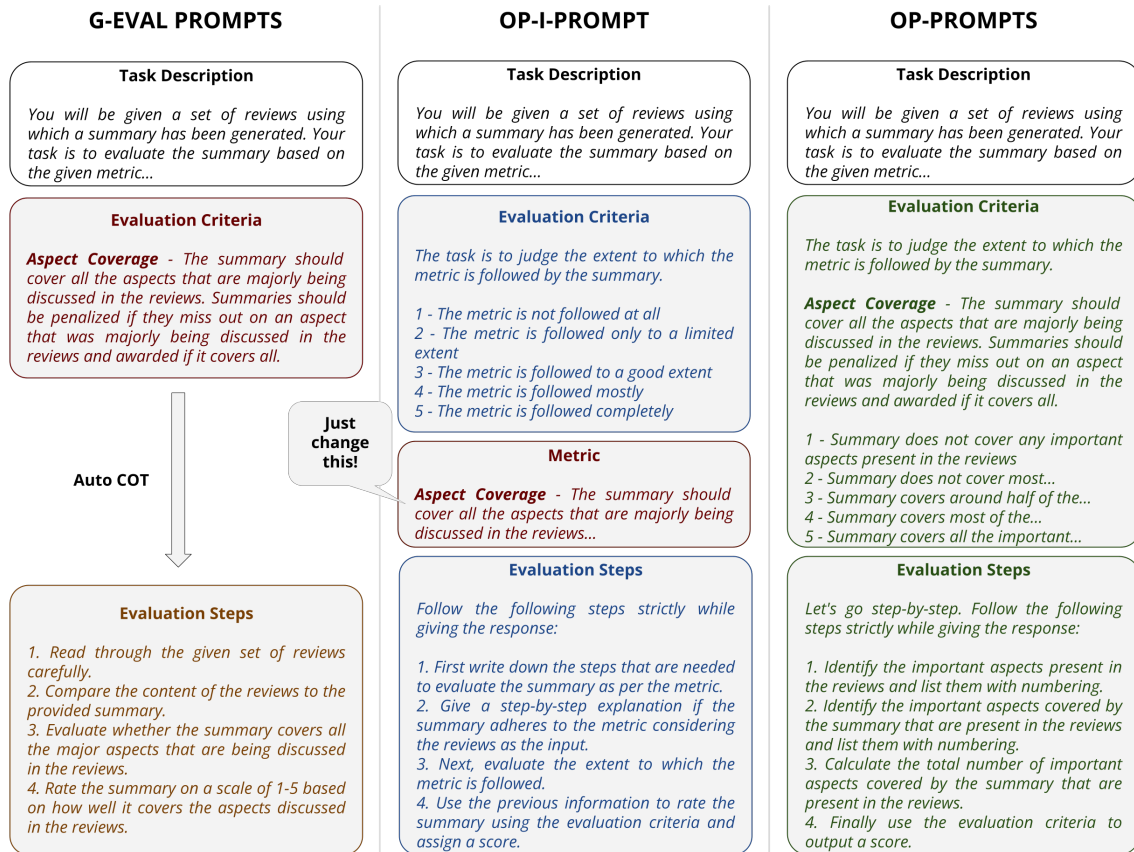 G-EVAL PROMPTS
Task Description
You will be given a set of reviews using
which a summary has been generated. Your
task is to evaluate the summary based on
the given metric...
Evaluation Criteria
Aspect Coverage - The summary should
cover all the aspects that are majorly being
discussed in the reviews. Summaries should
be penalized if they miss out on an aspect
that was majorly being discussed in the
reviews and awarded if it covers all.
Auto COT
Evaluation Steps
1. Read through the given set of reviews
carefully.
2. Compare the content of the reviews to the
provided summary.
3. Evaluate whether the summary covers all
the major aspects that are being discussed
in the reviews.
4. Rate the summary on a scale of 1-5 based
on how well it covers the aspects discussed
in the reviews.
OP-I-PROMPT
Task Description
You will be given a set of reviews using
which a summary has been generated. Your
task is to evaluate the summary based on
the given metric...
Evaluation Criteria
The task is to judge the extent to which the
metric is followed by the summary.
1 - The metric is not followed at all
2 - The metric is followed only to a limited
extent
3 - The metric is followed to a good extent
4 - The metric is followed mostly
5 - The metric is followed completely
Just
change
this!
Metric
Aspect Coverage - The summary should
cover all the aspects that are majorly being
discussed in the reviews...
Evaluation Steps
Follow the following steps strictly while
giving the response:
1. First write down the steps that are needed
to evaluate the summary as per the metric.
2. Give a step-by-step explanation if the
summary adheres to the metric considering
the reviews as the input.
3. Next, evaluate the extent to which the
metric is followed.
4. Use the previous information to rate the
summary using the evaluation criteria and
assign a score.
OP-PROMPTS
Task Description
You will be given a set of reviews using
which a summary has been generated. Your
task is to evaluate the summary based on
the given metric...
Evaluation Criteria
The task is to judge the extent to which the
metric is followed by the summary.
Aspect Coverage - The summary should
cover all the aspects that are majorly being
discussed in the reviews. Summaries should
be penalized if they miss out on an aspect
that was majorly being discussed in the
reviews and awarded if it covers all.
1 - Summary does not cover any important
aspects present in the reviews
2 - Summary does not cover most...
3 - Summary covers around half of the...
4 - Summary covers most of the...
5 - Summary covers all the important...
Evaluation Steps
Let's go step-by-step. Follow the following
steps strictly while giving the response:
1. Identify the important aspects present in
the reviews and list them with numbering.
2. Identify the important aspects covered by
the summary that are present in the reviews
and list them with numbering.
3. Calculate the total number of important
aspects covered by the summary that are
present in the reviews.
4. Finally use the evaluation criteria to
output a score.